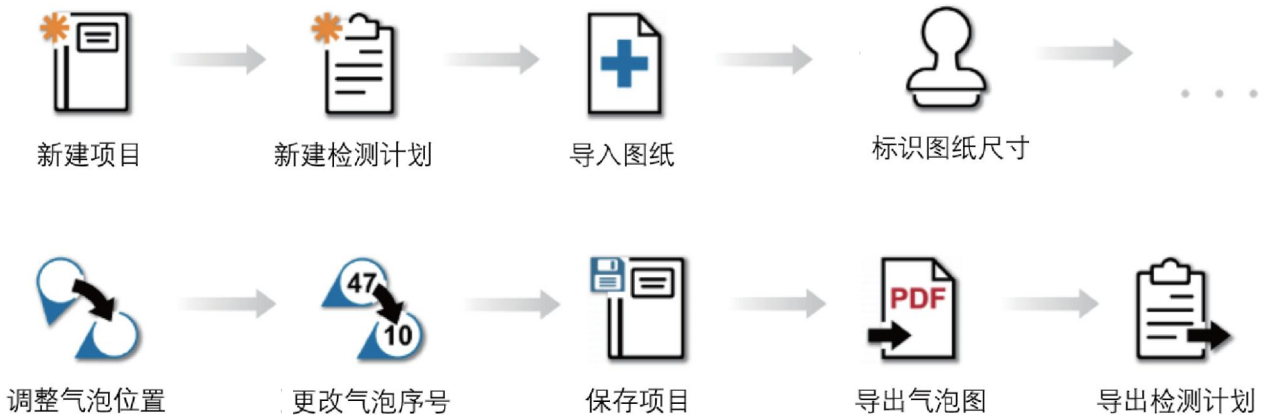 新建项目
新建检测计划
导入图纸
标识图纸尺寸
...
47
10
PDF
调整气泡位置
更改气泡序号
保存项目
导出气泡图
导出检测计划